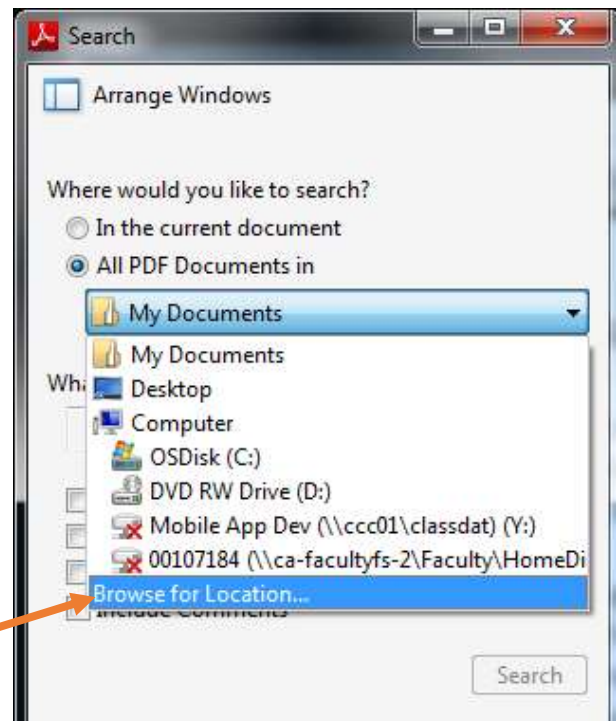 Search
Arrange Windows
Where would you like to search?
In the current document
All PDF Documents in
My Documents
My Documents
Desktop
Computer
OSDisk (C:)
DVD RW Drive (D:)
Mobile App Dev (\\ccc01\classdat) (Y:)
00107184 (\\ca-facultyfs-2\Faculty\HomeDi
Browse for Location...
Include Comments
Search